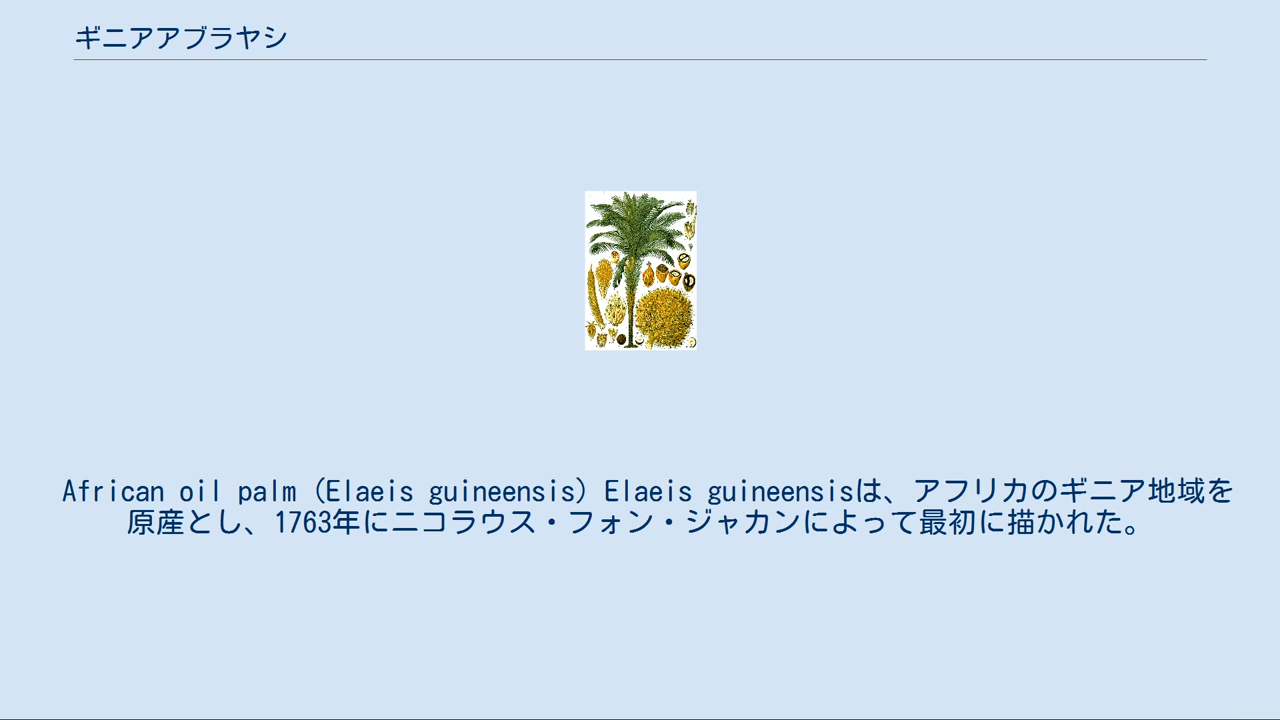 ギニアアブラヤシ
African oil palm (Elaeis guineensis) Elaeis guineensisは、アフリカのギニア地域を
原産とし、1763年にニコラウス・フォン・ジャカンによって最初に描かれた。